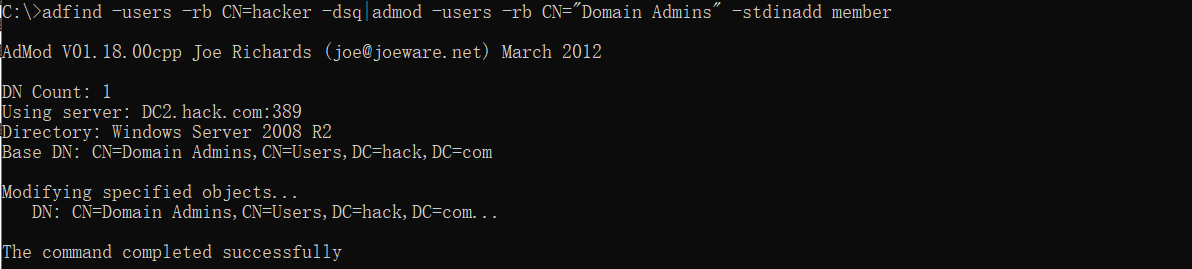 C:\>adfind -users -rb CN=hacker -dsq|admod -users -rb CN="Domain Admins" -stdinadd member
AdMod V01.18.00cpp Joe Richards (joe@joeware.net) March 2012
DN Count: 1
Using server: DC2.hack.com:389
Directory: Windows Server 2008 R2
Base DN: CN=Domain Admins,CN=Users,DC=hack,DC=com
Modifying specified objects...
   DN: CN=Domain Admins,CN=Users,DC=hack,DC=com...
The command completed successfully